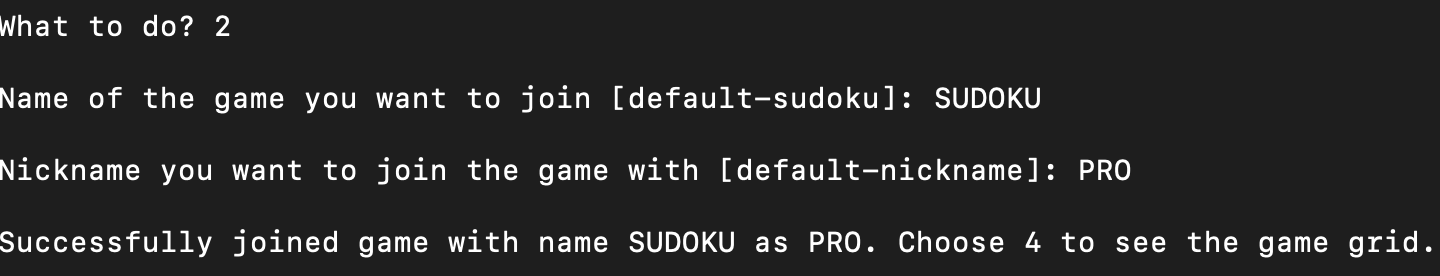 What to do? 2
Name of the game you want to join [default-sudoku]: SUDOKU
Nickname you want to join the game with [default-nickname]: PRO
Successfully joined game with name SUDOKU as PRO. Choose 4 to see the game grid.